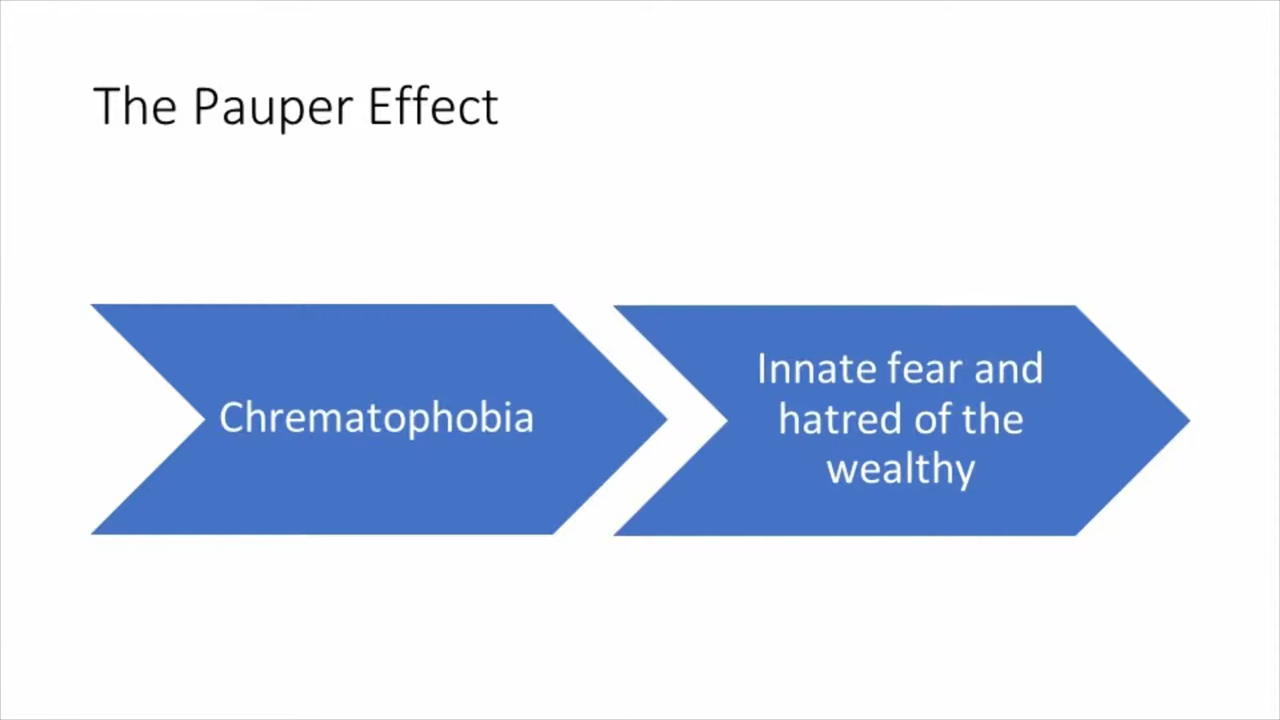 The Pauper Effect
Chrematophobia
Innate fear and
hatred of the
wealthy